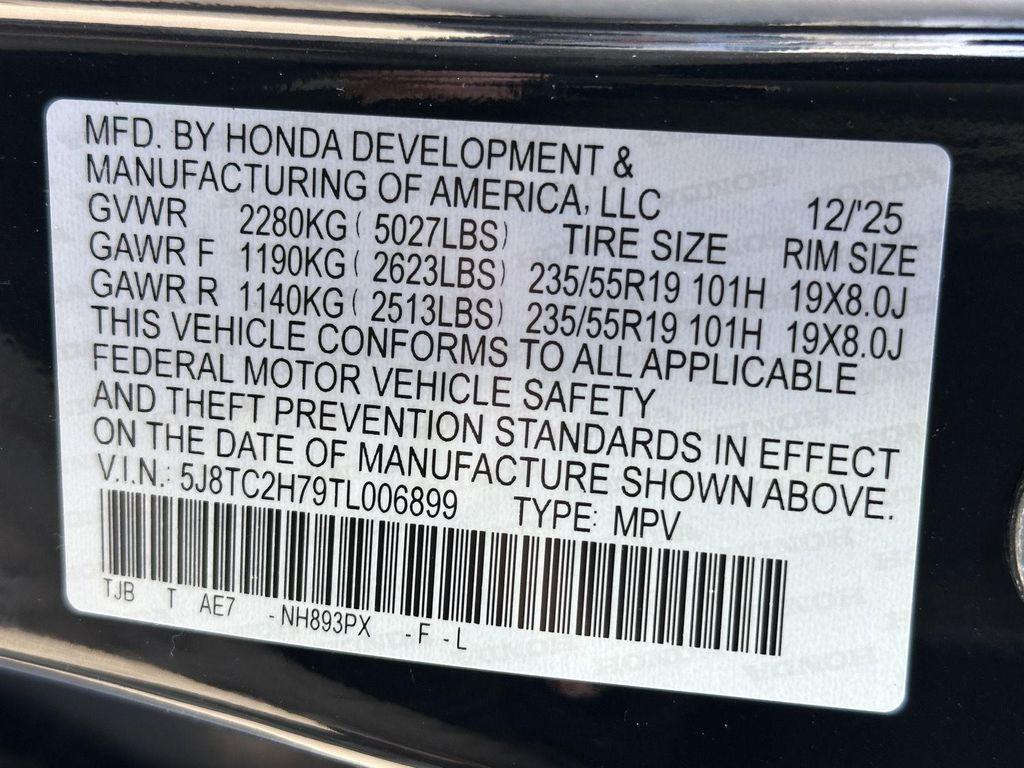 MFD. BY HONDA DEVELOPMENT &
MANUFACTURING OF AMERICA, LLC 12/'25
GVWR 2280KG ( 5027LBS) TIRE SIZE RIM SIZE
GAWR F 1190KG ( 2623LBS) 235/55R19 101H 19X8.0J
GAWR R 1140KG ( 2513LBS) 235/55R19 101H 19X8.0J
THIS VEHICLE CONFORMS TO ALL APPLICABLE
FEDERAL MOTOR VEHICLE SAFETY
AND THEFT PREVENTION STANDARDS IN EFFECT
ON THE DATE OF MANUFACTURE SHOWN ABOVE.
V.I.N.: 5J8TC2H79TL006899 TYPE: MPV
TJB T AE7 -NH893PX -F -L